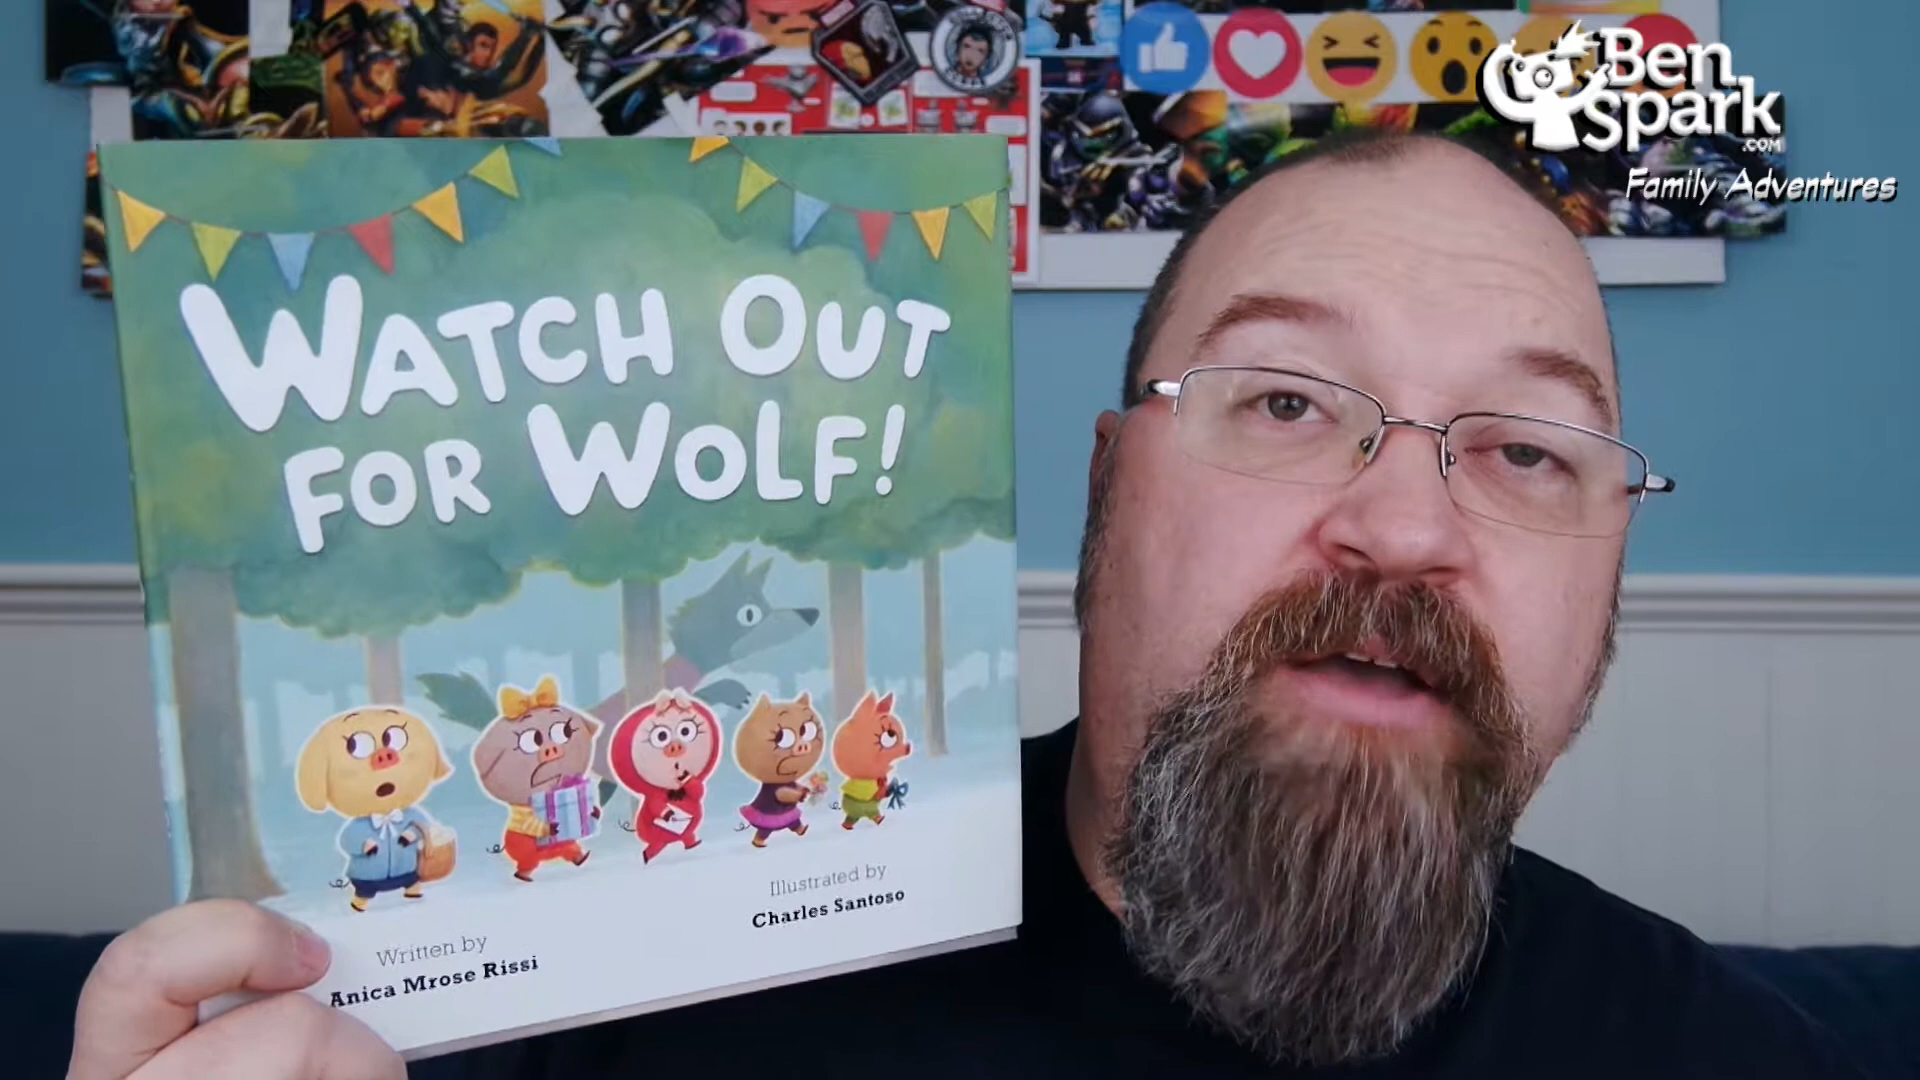 Ben
Spark
.COM
Family Adventures
WATCH OUT
FOR WOLF!
Illustrated by
Charles Santoso
Written by
Anica Mrose Rissi